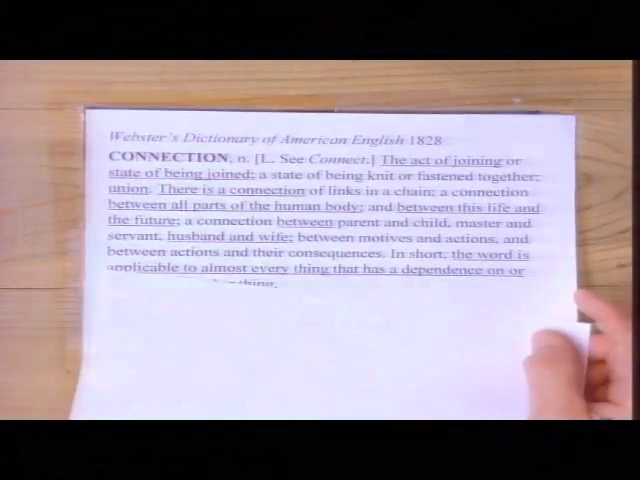 Webster's Dictionary of American English 1828
CONNECTION, n. [L. See Connect.] The act of joining or
state of being joined; a state of being knit or fastened together;
union. There is a connection of links in a chain; a connection
between all parts of the human body; and between this life and
the future; a connection between parent and child, master and
servant, husband and wife; between motives and actions, and
between actions and their consequences. In short, the word is
applicable to almost every thing that has a dependence on or
thing.